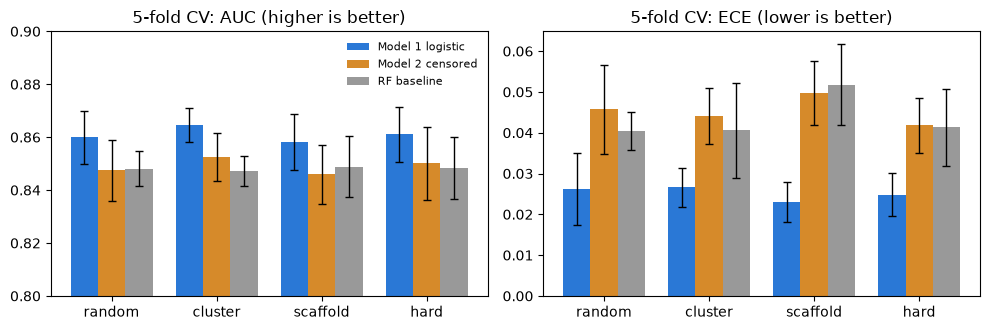 5-fold CV: AUC (higher is better)
0.90
0.88
0.86
0.84
0.82
0.80
Model 1 logistic
Model 2 censored
RF baseline
random cluster scaffold hard
5-fold CV: ECE (lower is better)
0.06
0.05
0.04
0.03
0.02
0.01
0.00
random cluster scaffold hard